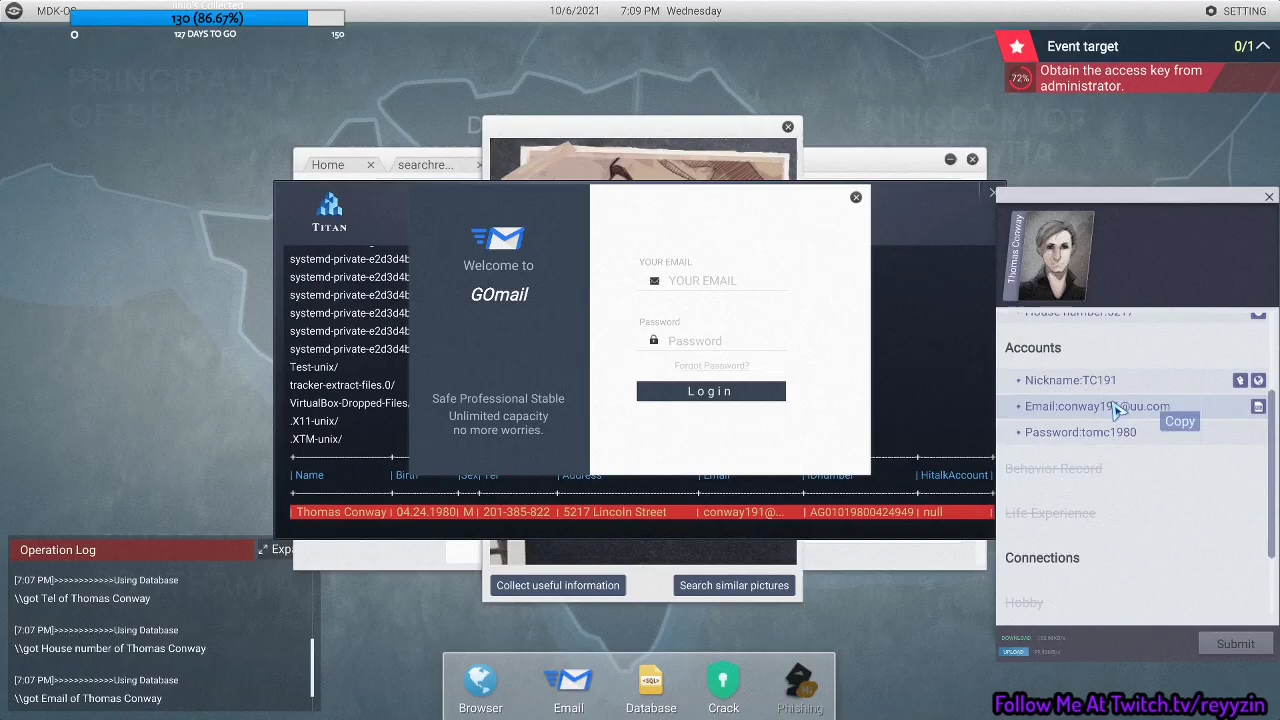 MDK-OS
130 (86.67%)
0
127 DAYS TO GO
150
10/6/2021
7:09 PM
Wednesday
SETTING
Event target
0/1
72%
Obtain the access key from
administrator.
Home
searchre...
TITAN
systemd-private-e2d3d4b
systemd-private-e2d3d4b
systemd-private-e2d3d4b
systemd-private-e2d3d4b
systemd-private-e2d3d4b
systemd-private-e2d3d4b
Test-unix/
tracker-extract-files.0/
VirtualBox-Dropped-Files.
.X11-unix/
.XTM-unix/
Welcome to
GOmail
Safe Professional Stable
Unlimited capacity
no more worries.
YOUR EMAIL
YOUR EMAIL
Password
Password
Forgot Password?
Login
| Name | Birth |Sex| Tel | Address | Email | IDnumber | HitalkAccount |
| Thomas Conway | 04.24.1980 | M | 201-385-822 | 5217 Lincoln Street | conway191@... | AG01019800424949 | null |
Collect useful information
Search similar pictures
Thomas Conway
House number:5217
Accounts
• Nickname:TC191
• Email:conway191@uu.com
Copy
• Password:tomc1980
Behavior Record
Life Experience
Connections
Hobby
DOWNLOAD
UPLOAD
Submit
Operation Log
Expa
[7:07 PM]>>>>>>>>>>>>Using Database
\\got Tel of Thomas Conway
[7:07 PM]>>>>>>>>>>>>Using Database
\\got House number of Thomas Conway
[7:07 PM]>>>>>>>>>>>>Using Database
\\got Email of Thomas Conway
Browser
Email
<SQL>
Database
Crack
Phishing
Follow Me At Twitch.tv/reyyzin